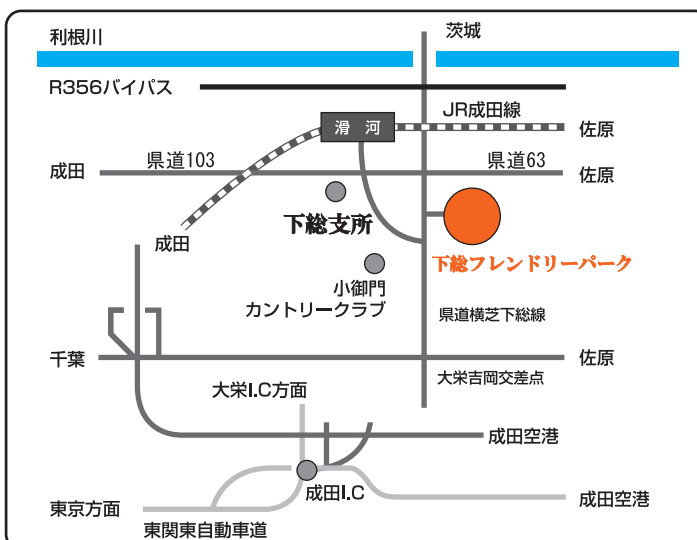 利根川
茨城
R356バイパス
JR成田線
滑 河
佐原
県道103
県道63
成田
佐原
下総支所
成田
下総フレンドリーパーク
小御門
カントリークラブ
県道横芝下総線
千葉
佐原
大栄I.C方面
大栄吉岡交差点
成田空港
成田I.C
成田空港
東京方面
東関東自動車道